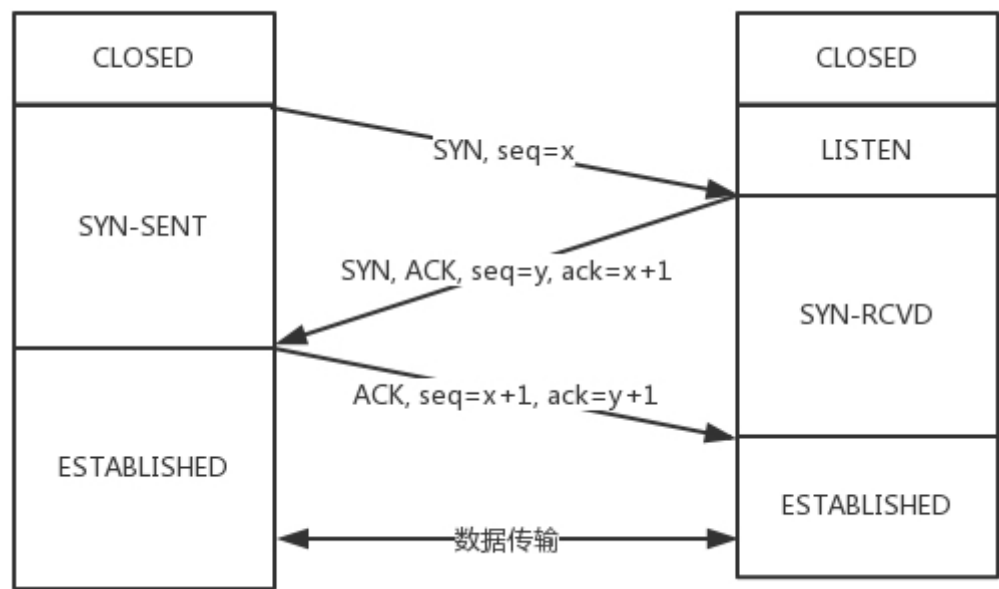 CLOSED
CLOSED
SYN, seq=x
LISTEN
SYN-SENT
SYN, ACK, seq=y, ack=x+1
SYN-RCVD
ACK, seq=x+1, ack=y+1
ESTABLISHED
ESTABLISHED
数据传输